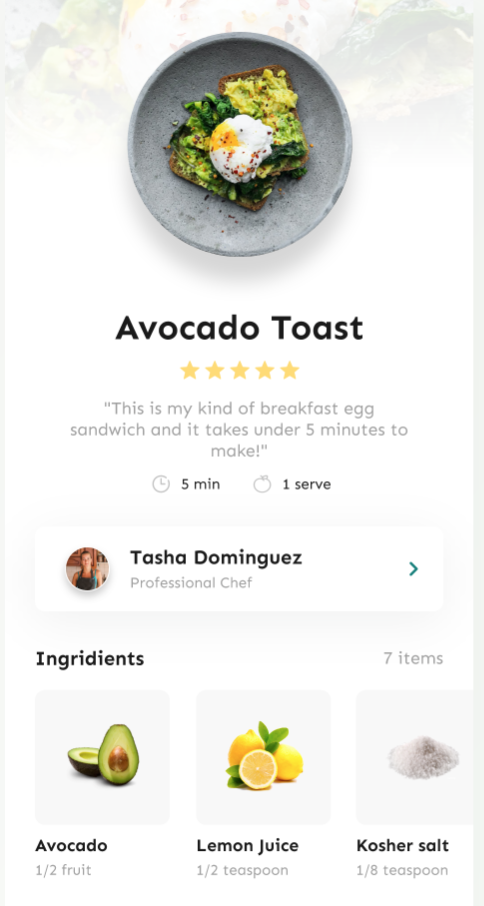 Avocado Toast
"This is my kind of breakfast egg
sandwich and it takes under 5 minutes to
make!"
5 min 1 serve
Tasha Dominguez
Professional Chef
Ingridients 7 items
Avocado Lemon Juice Kosher salt
1/2 fruit 1/2 teaspoon 1/8 teaspoon